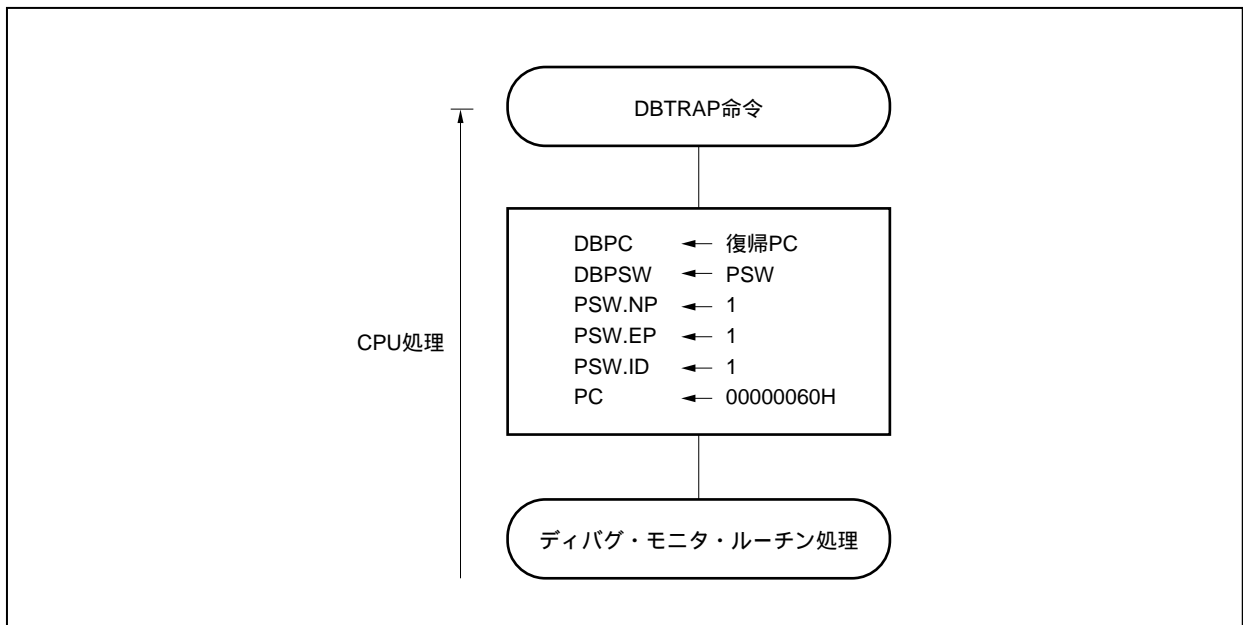 DBTRAP命令
DBPC ← 復帰PC
DBPSW ← PSW
PSW.NP ← 1
PSW.EP ← 1
CPU処理
PSW.ID ← 1
PC ← 00000060H
ディバグ・モニタ・ルーチン処理